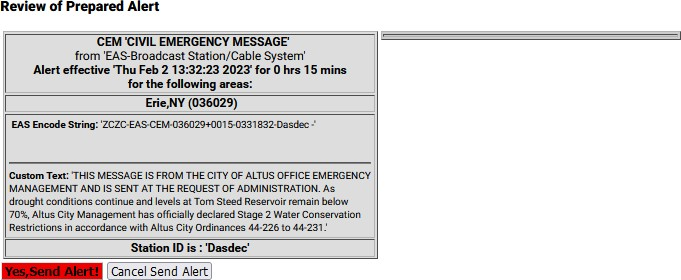 Review of Prepared Alert
CEM 'CIVIL EMERGENCY MESSAGE'
from 'EAS-Broadcast Station/Cable System'
Alert effective 'Thu Feb 2 13:32:23 2023' for 0 hrs 15 mins
for the following areas:
Erie,NY (036029)
EAS Encode String: 'ZCZC-EAS-CEM-036029+0015-0331832-Dasdec -'
Custom Text: 'THIS MESSAGE IS FROM THE CITY OF ALTUS OFFICE EMERGENCY
MANAGEMENT AND IS SENT AT THE REQUEST OF ADMINISTRATION. As
drought conditions continue and levels at Tom Steed Reservoir remain below
70%, Altus City Management has officially declared Stage 2 Water Conservation
Restrictions in accordance with Altus City Ordinances 44-226 to 44-231.'
Station ID is : 'Dasdec'
Yes,Send Alert!
Cancel Send Alert